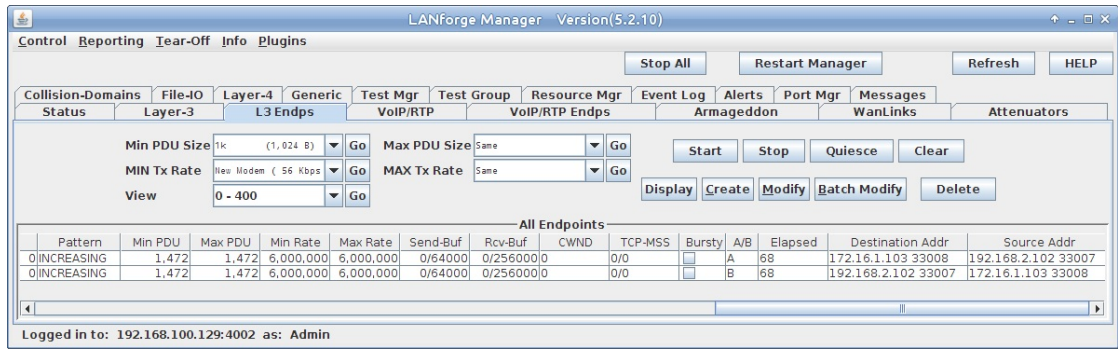 LANforge Manager Version(5.2.10)
Control Reporting Tear-Off Info Plugins
Stop All Restart Manager Refresh HELP
Collision-Domains File-IO Layer-4 Generic Test Mgr Test Group Resource Mgr Event Log Alerts Port Mgr Messages
Status Layer-3 L3 Endps VoIP/RTP VoIP/RTP Endps Armageddon WanLinks Attenuators
Min PDU Size 1k (1,024 B) Go Max PDU Size Same Go Start Stop Quiesce Clear
MIN Tx Rate New Modem ( 56 Kbps Go MAX Tx Rate Same Go
View 0 - 400 Go Display Create Modify Batch Modify Delete
All Endpoints
Pattern Min PDU Max PDU Min Rate Max Rate Send-Buf Rcv-Buf CWND TCP-MSS Bursty A/B Elapsed Destination Addr Source Addr
0 INCREASING 1,472 1,472 6,000,000 6,000,000 0/64000 0/256000 0 0/0 A 68 172.16.1.103 33008 192.168.2.102 33007
0 INCREASING 1,472 1,472 6,000,000 6,000,000 0/64000 0/256000 0 0/0 B 68 192.168.2.102 33007 172.16.1.103 33008
Logged in to: 192.168.100.129:4002 as: Admin